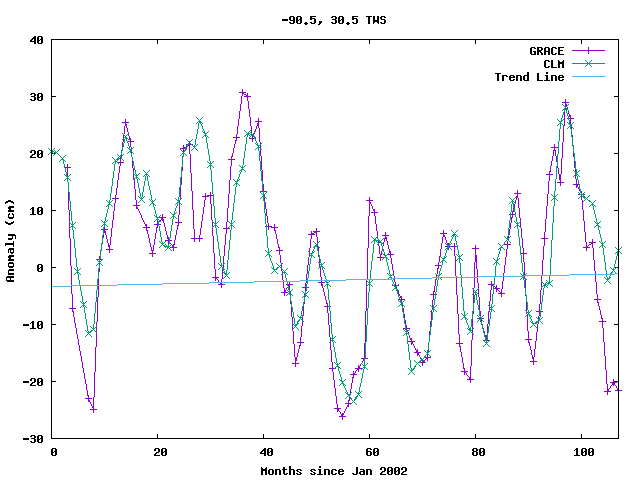 -90.5, 30.5 TWS
GRACE
CLM
Trend Line
40
30
20
10
0
-10
-20
-30
Anomaly (cm)
0 20 40 60 80 100
Months since Jan 2002